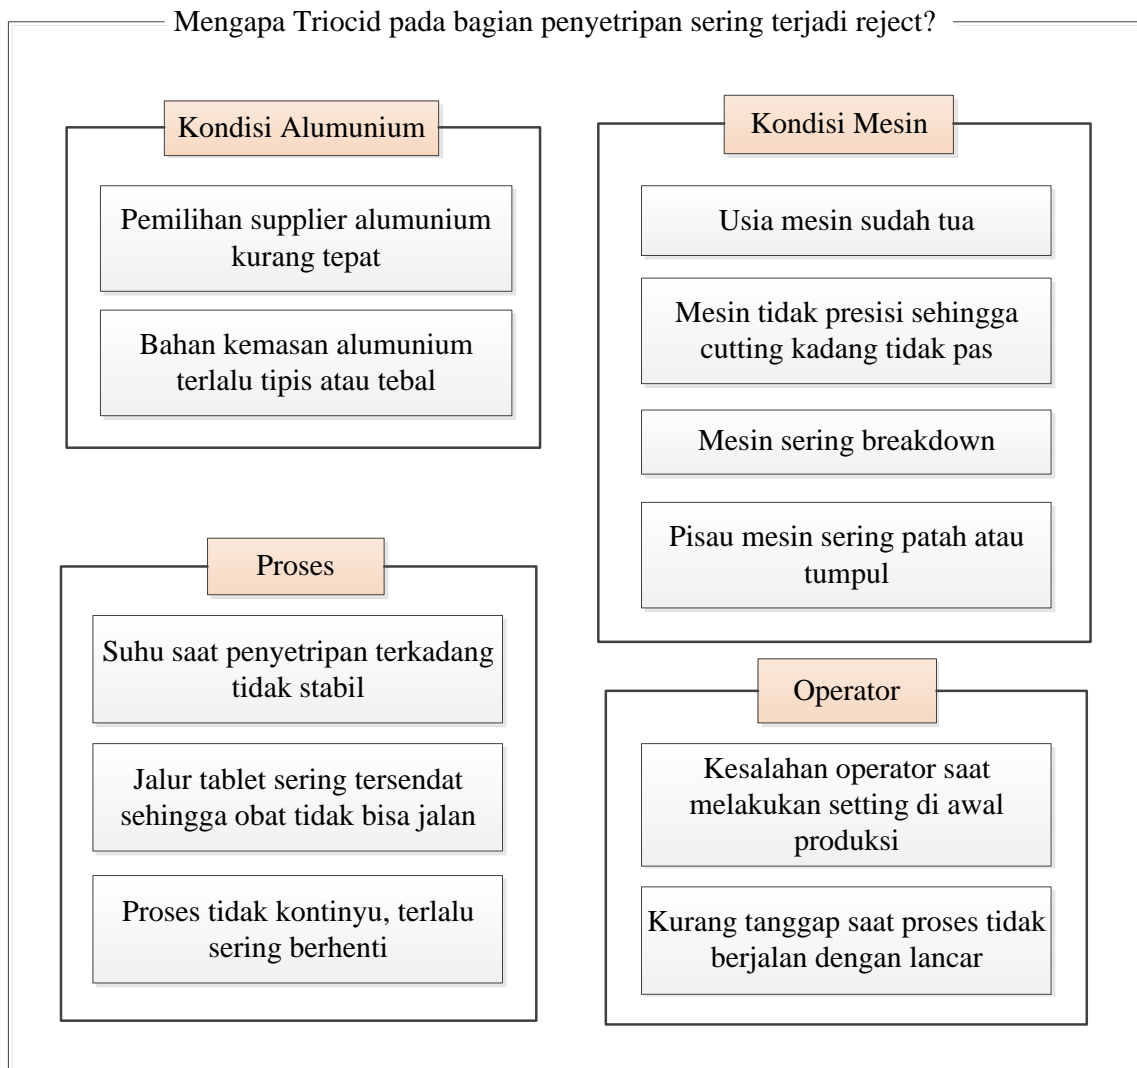 Mengapa Triocid pada bagian penyetripan sering terjadi reject?
Kondisi Alumunium
Pemilihan supplier alumunium
kurang tepat
Bahan kemasan alumunium
terlalu tipis atau tebal
Kondisi Mesin
Usia mesin sudah tua
Mesin tidak presisi sehingga
cutting kadang tidak pas
Mesin sering breakdown
Pisau mesin sering patah atau
tumpul
Proses
Suhu saat penyetripan terkadang
tidak stabil
Jalur tablet sering tersendat
sehingga obat tidak bisa jalan
Proses tidak kontinyu, terlalu
sering berhenti
Operator
Kesalahan operator saat
melakukan setting di awal
produksi
Kurang tanggap saat proses tidak
berjalan dengan lancar